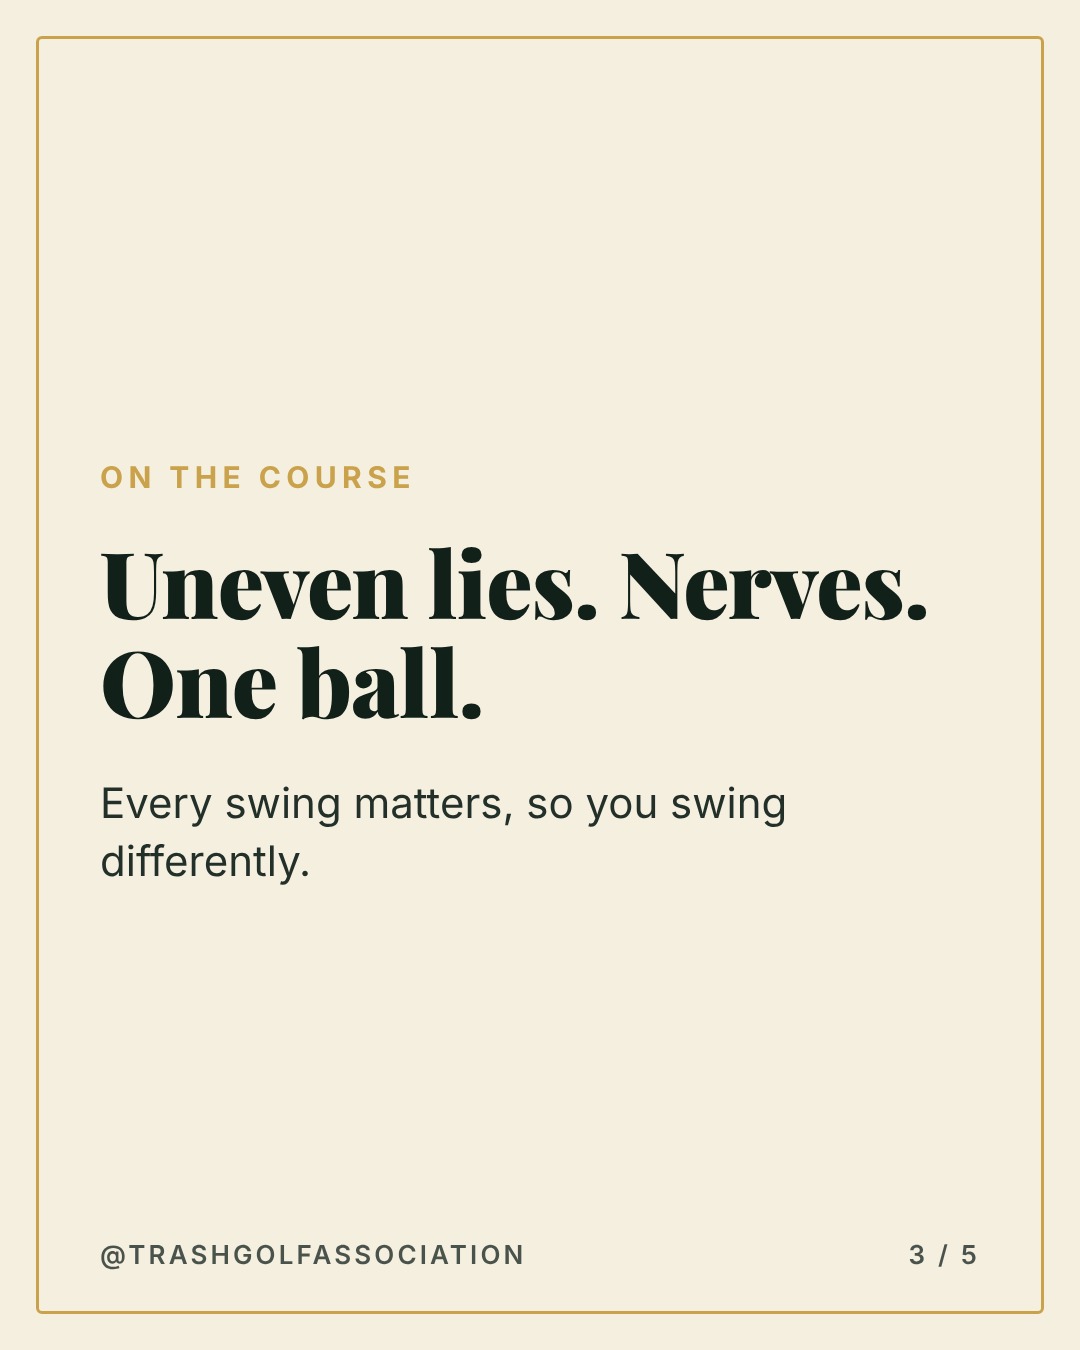 ON THE COURSE
Uneven lies. Nerves.
One ball.
Every swing matters, so you swing
differently.
@TRASHGOLFASSOCIATION
3 / 5